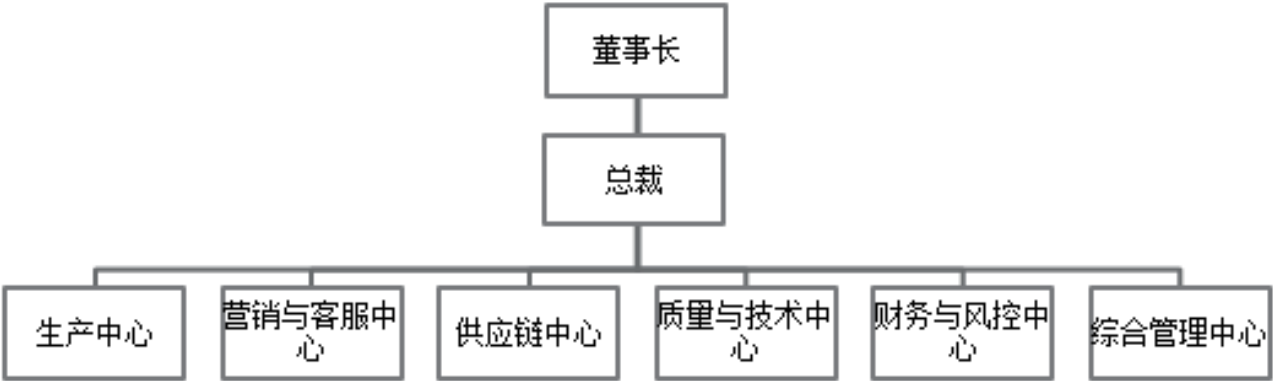 董事长
总裁
生产中心
营销与客服中
心
供应链中心
质量与技术中
心
财务与风控中
心
综合管理中心